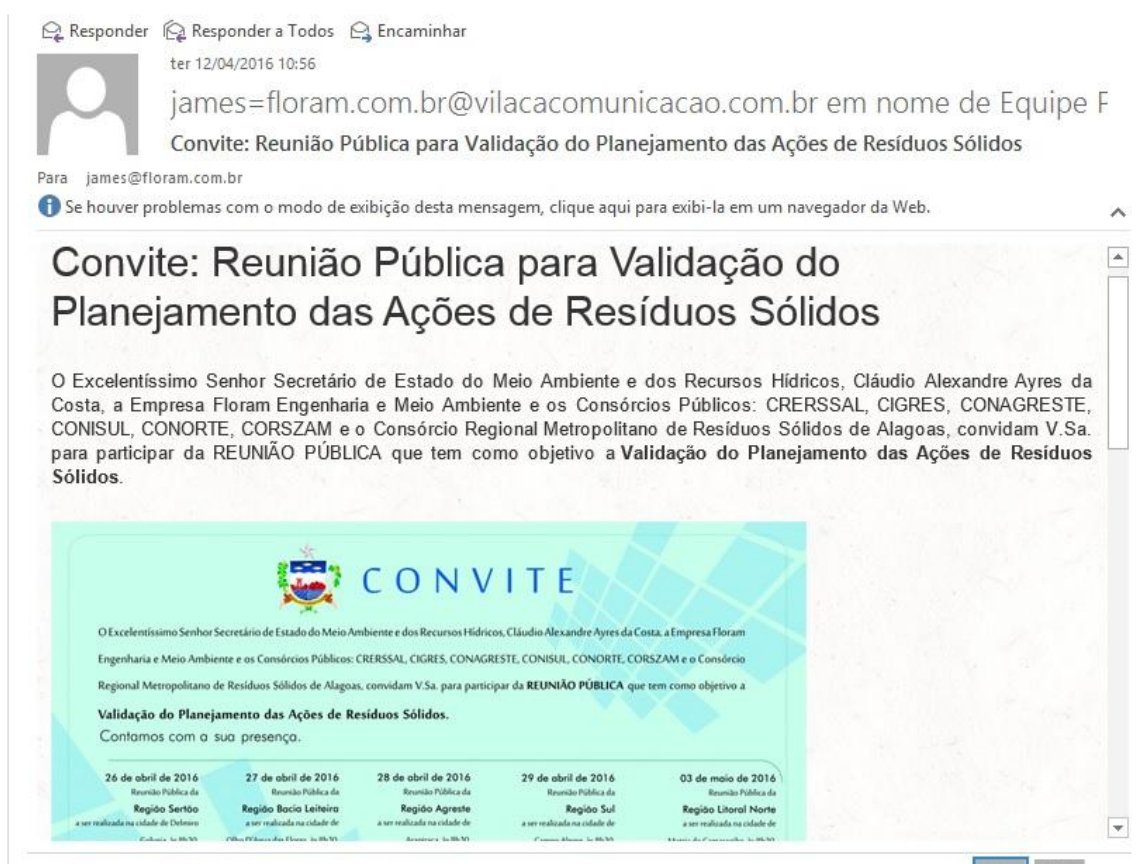 Responder Responder a Todos Encaminhar
ter 12/04/2016 10:56
james=floram.com.br@vilacacomunicacao.com.br em nome de Equipe F
Convite: Reunião Pública para Validação do Planejamento das Ações de Resíduos Sólidos
Para james@floram.com.br
Se houver problemas com o modo de exibição desta mensagem, clique aqui para exibi-la em um navegador da Web.
Convite: Reunião Pública para Validação do
Planejamento das Ações de Resíduos Sólidos
O Excelentíssimo Senhor Secretário de Estado do Meio Ambiente e dos Recursos Hídricos, Cláudio Alexandre Ayres da
Costa, a Empresa Floram Engenharia e Meio Ambiente e os Consórcios Públicos: CRERSSAL, CIGRES, CONAGRESTE,
CONISUL, CONORTE, CORSZAM e o Consórcio Regional Metropolitano de Resíduos Sólidos de Alagoas, convidam V.Sa.
para participar da REUNIÃO PÚBLICA que tem como objetivo a Validação do Planejamento das Ações de Resíduos
Sólidos.
CONVITE
O Excelentíssimo Senhor Secretário de Estado do Meio Ambiente e dos Recursos Hídricos, Cláudio Alexandre Ayres da Costa, a Empresa Floram
Engenharia e Meio Ambiente e os Consórcios Públicos: CRERSSAL, CIGRES, CONAGRESTE, CONISUL, CONORTE, CORSZAM e o Consórcio
Regional Metropolitano de Resíduos Sólidos de Alagoas, convidam V.Sa. para participar da REUNIÃO PÚBLICA que tem como objetivo a
Validação do Planejamento das Ações de Resíduos Sólidos.
Contamos com a sua presença.
26 de abril de 2016
Reunião Pública da
Região Sertão
a ser realizada na cidade de Delmiro
27 de abril de 2016
Reunião Pública da
Região Bacia Leiteira
a ser realizada na cidade de
28 de abril de 2016
Reunião Pública da
Região Agreste
a ser realizada na cidade de
29 de abril de 2016
Reunião Pública da
Região Sul
a ser realizada na cidade de
03 de maio de 2016
Reunião Pública da
Região Litoral Norte
a ser realizada na cidade de